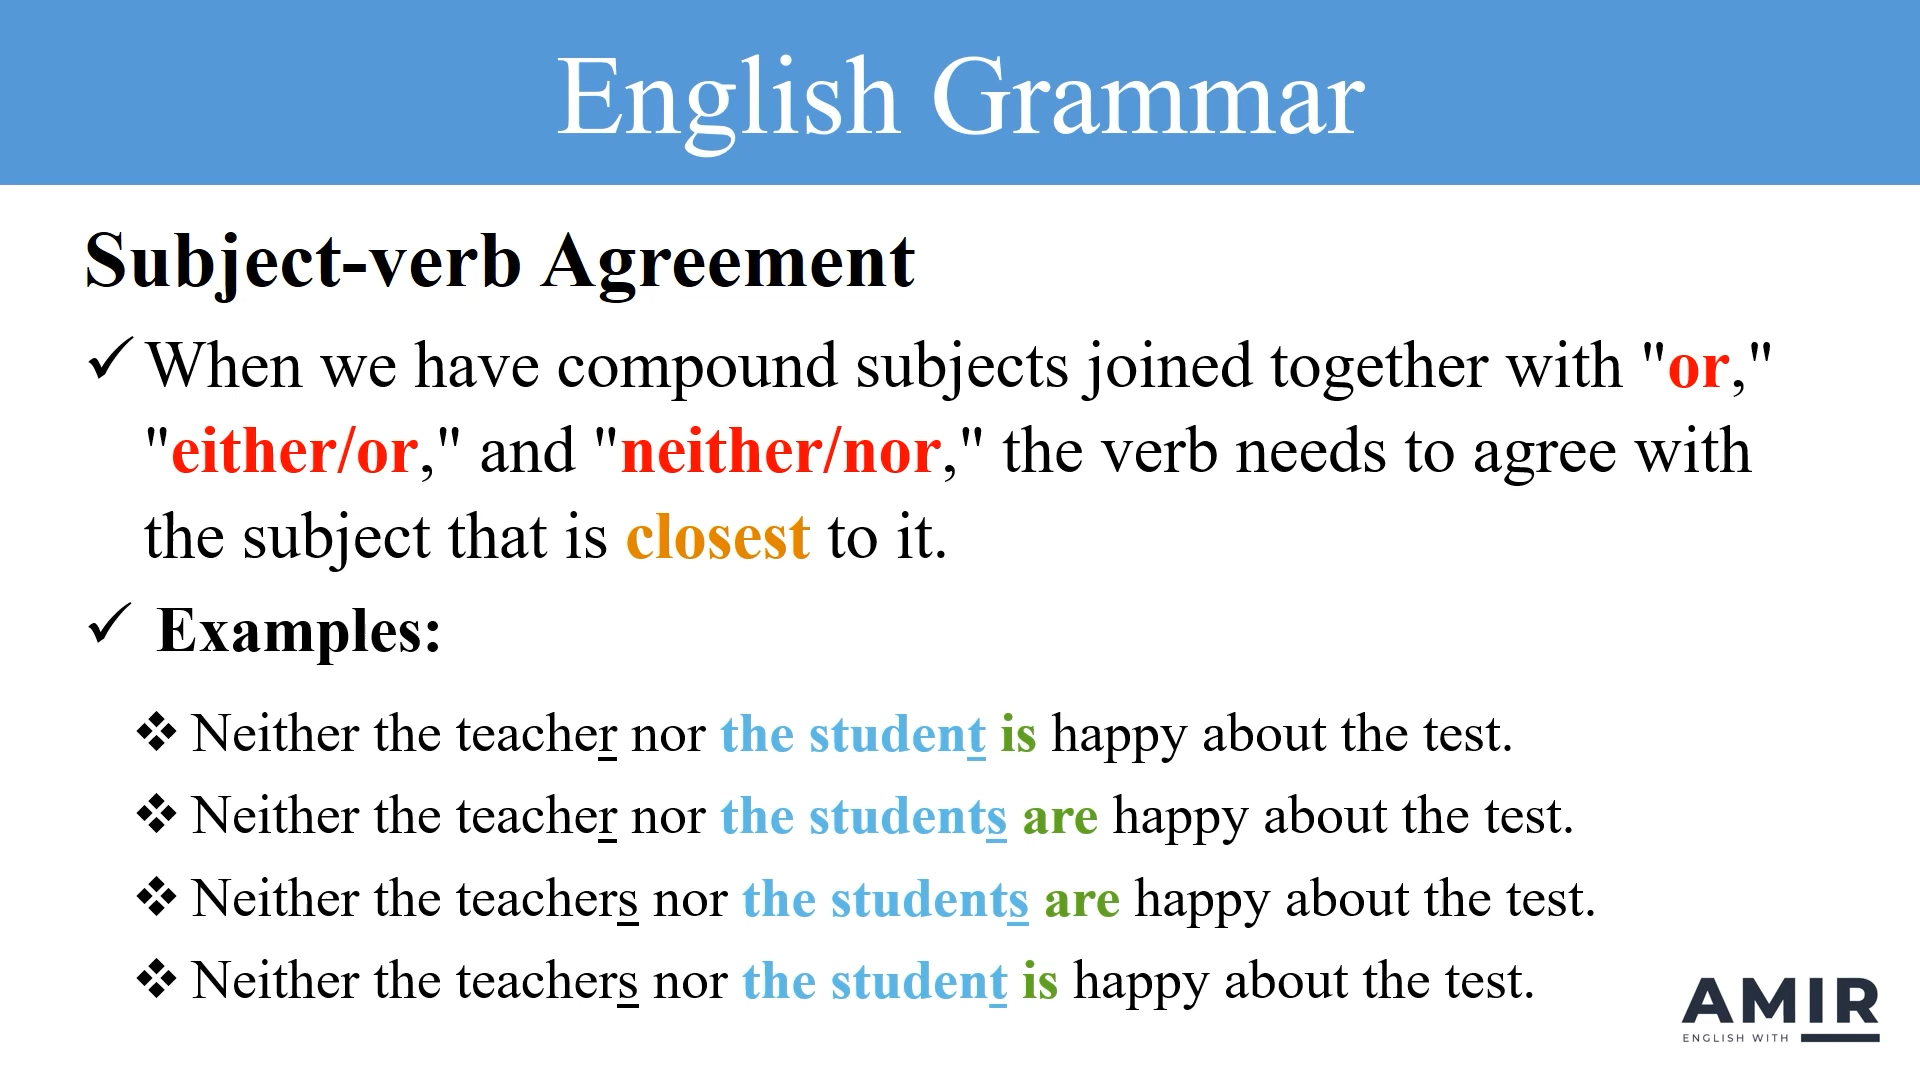 English Grammar
Subject-verb Agreement
✓ When we have compound subjects joined together with "or,"
"either/or," and "neither/nor," the verb needs to agree with
the subject that is closest to it.
✓ Examples:
❖ Neither the teacher nor the student is happy about the test.
❖ Neither the teacher nor the students are happy about the test.
❖ Neither the teachers nor the students are happy about the test.
❖ Neither the teachers nor the student is happy about the test.
AMIR
ENGLISH WITH